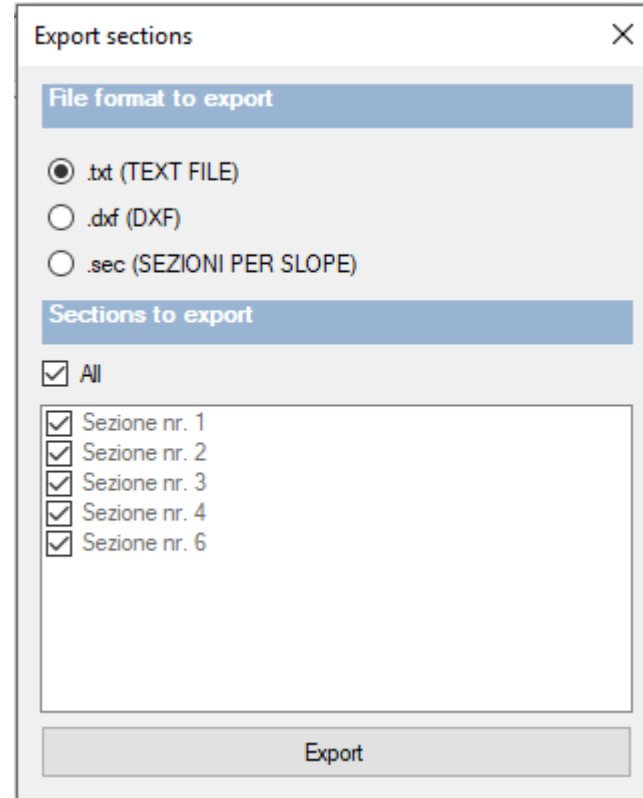 Export sections
File format to export
.txt (TEXT FILE)
.dxf (DXF)
.sec (SEZIONI PER SLOPE)
Sections to export
All
Sezione nr. 1
Sezione nr. 2
Sezione nr. 3
Sezione nr. 4
Sezione nr. 6
Export